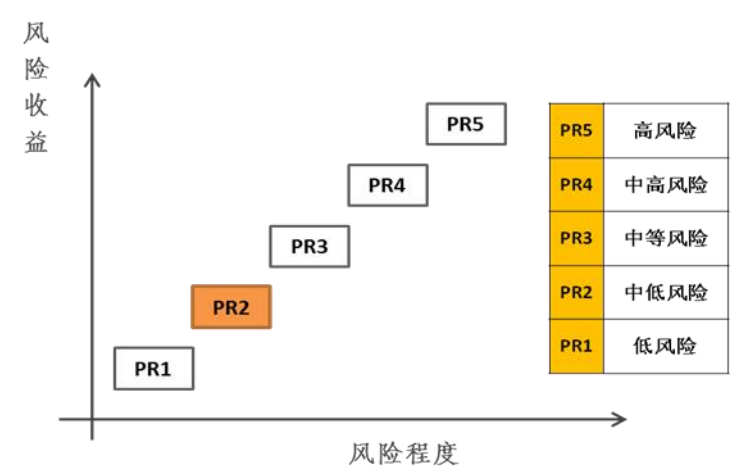 风险收益
PR5
PR4
PR3
PR2
PR1
风险程度
PR5 高风险
PR4 中高风险
PR3 中等风险
PR2 中低风险
PR1 低风险